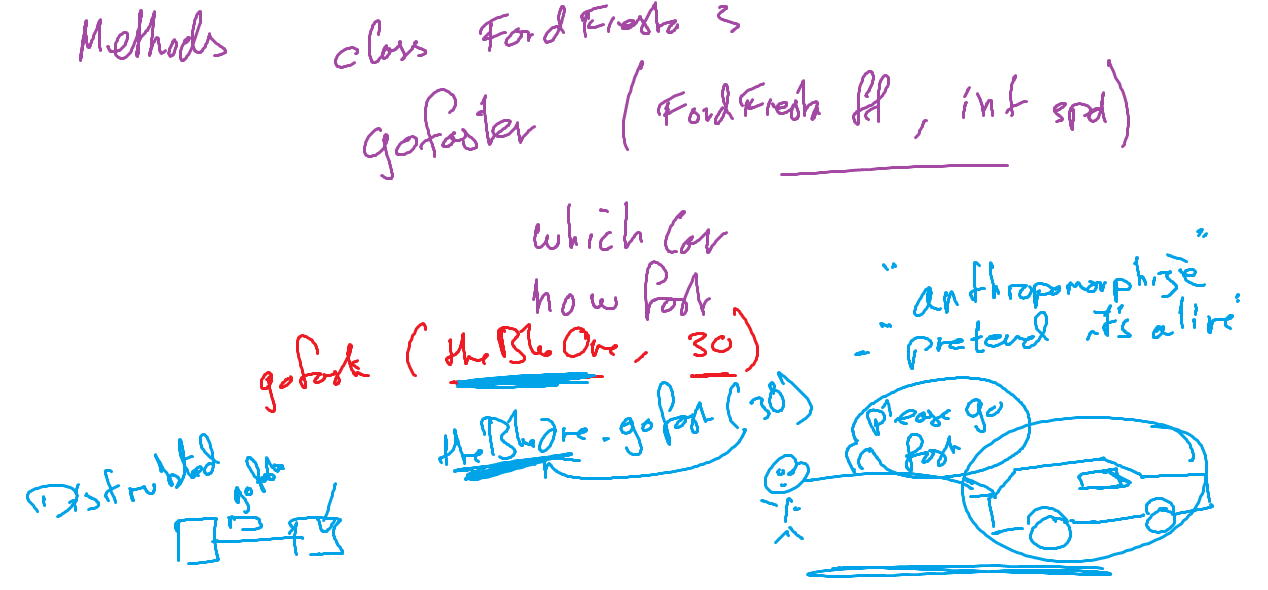 Methods class FordFiesta {
gofaster (FordFiesta ff, int spd)
which car
how fast
"anthropomorphize"
- pretend it's alive
gofast (theBlueOne, 30)
theBlueOne.gofast(30)
please go
fast
Distributed
gofast